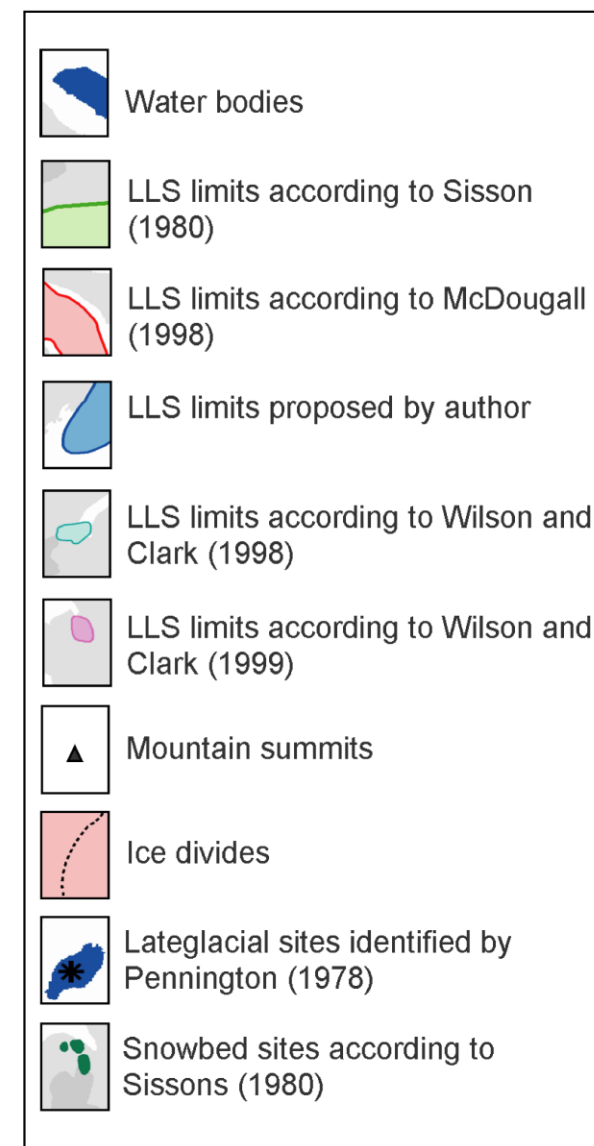 Water bodies
LLS limits according to Sisson
(1980)
LLS limits according to McDougall
(1998)
LLS limits proposed by author
LLS limits according to Wilson and
Clark (1998)
LLS limits according to Wilson and
Clark (1999)
Mountain summits
Ice divides
Lateglacial sites identified by
Pennington (1978)
Snowbed sites according to
Sissons (1980)